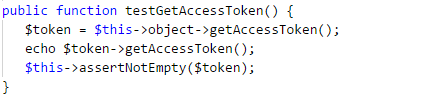 public function testGetAccessToken() {
   $token = $this->object->getAccessToken();
   echo $token->getAccessToken();
   $this->assertNotEmpty($token);
}